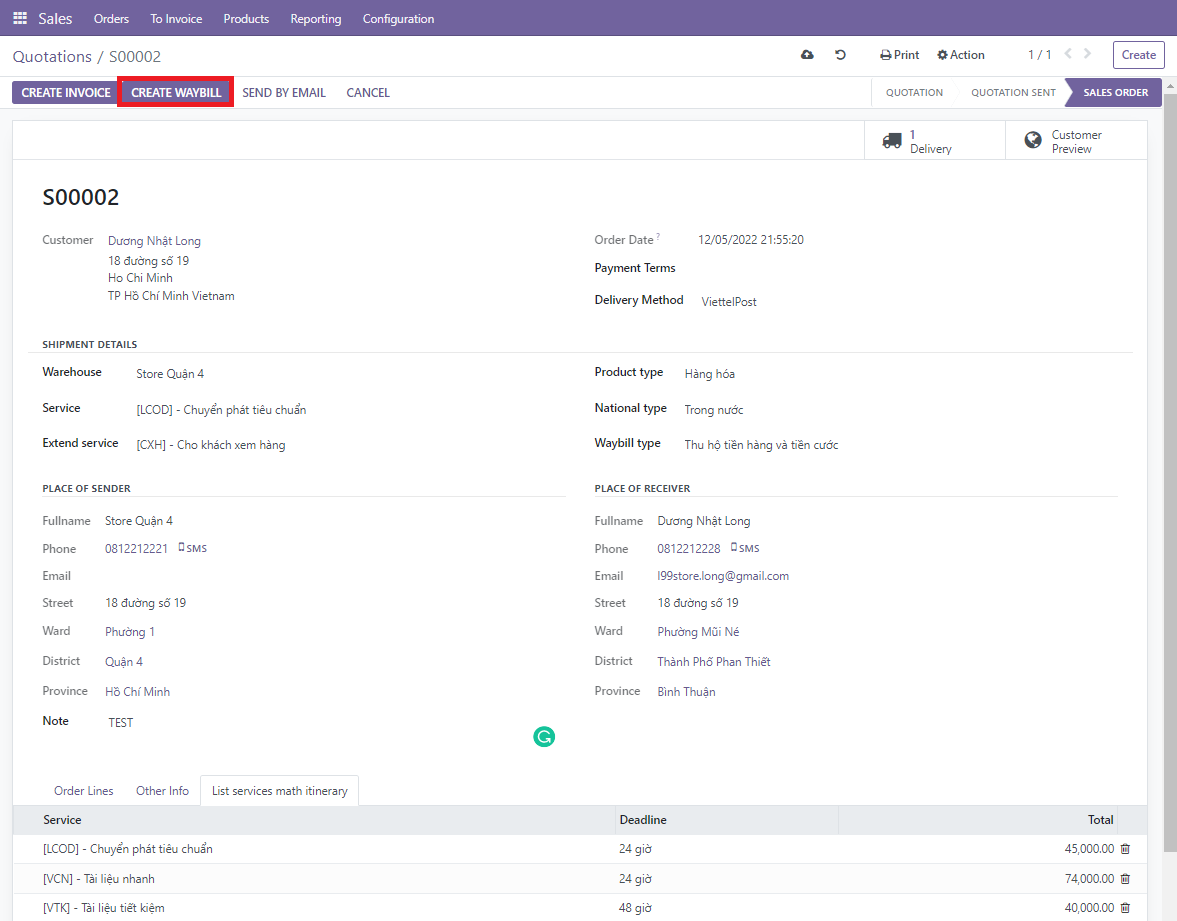 Sales Orders To Invoice Products Reporting Configuration
Quotations / S00002 Print Action 1 / 1 Create
CREATE INVOICE CREATE WAYBILL SEND BY EMAIL CANCEL QUOTATION QUOTATION SENT SALES ORDER
1
Delivery
Customer
Preview
S00002
Customer Dương Nhật Long
18 đường số 19
Ho Chi Minh
TP Hồ Chí Minh Vietnam
Order Date ? 12/05/2022 21:55:20
Payment Terms
Delivery Method ViettelPost
SHIPMENT DETAILS
Warehouse Store Quận 4
Service [LCOD] - Chuyển phát tiêu chuẩn
Extend service [CXH] - Cho khách xem hàng
Product type Hàng hóa
National type Trong nước
Waybill type Thu hộ tiền hàng và tiền cước
PLACE OF SENDER
Fullname Store Quận 4
Phone 0812212221 SMS
Email
Street 18 đường số 19
Ward Phường 1
District Quận 4
Province Hồ Chí Minh
Note TEST
PLACE OF RECEIVER
Fullname Dương Nhật Long
Phone 0812212228 SMS
Email l99store.long@gmail.com
Street 18 đường số 19
Ward Phường Mũi Né
District Thành Phố Phan Thiết
Province Bình Thuận
Order Lines Other Info List services math itinerary
Service Deadline Total
[LCOD] - Chuyển phát tiêu chuẩn 24 giờ 45,000.00
[VCN] - Tài liệu nhanh 24 giờ 74,000.00
[VTK] - Tài liệu tiết kiệm 48 giờ 40,000.00